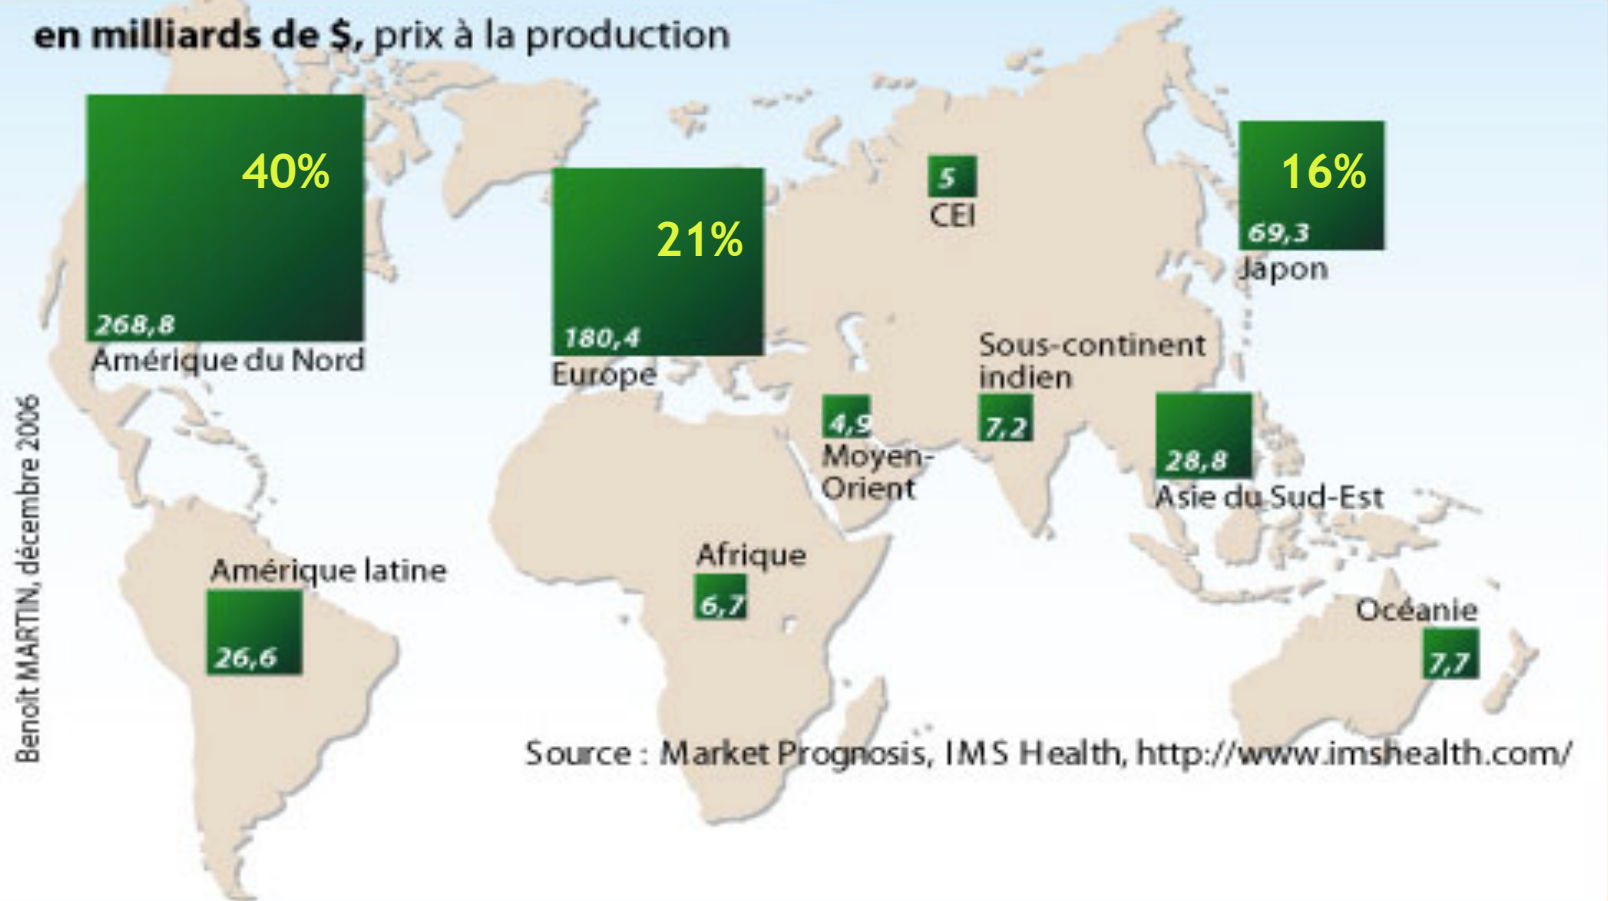 en milliards de $, prix à la production
40%
268,8
Amérique du Nord
21%
180,4
Europe
5
CEI
16%
69,3
Japon
Sous-continent
indien
7,2
4,9
Moyen-
Orient
28,8
Asie du Sud-Est
Amérique latine
26,6
Afrique
6,7
Océanie
7,7
Source : Market Prognosis, IMS Health, http://www.imshealth.com/
Benoît MARTIN, décembre 2006